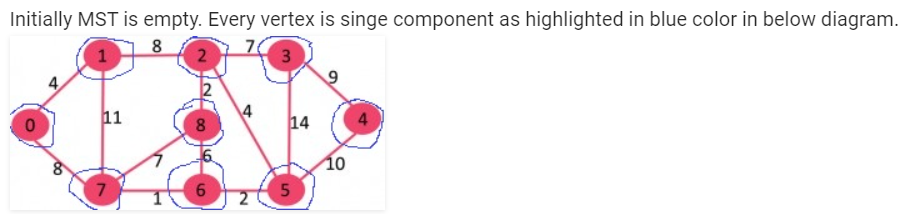 Initially MST is empty. Every vertex is singe component as highlighted in blue color in below diagram.
8 7
1 2 3
4 9
2
11 4 14
0 8 4
8 7 6 10
7 6 5
1 2